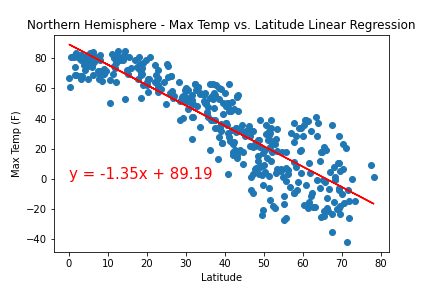 Northern Hemisphere - Max Temp vs. Latitude Linear Regression
80
60
40
20
0
−20
−40
Max Temp (F)
y = -1.35x + 89.19
0 10 20 30 40 50 60 70 80
Latitude